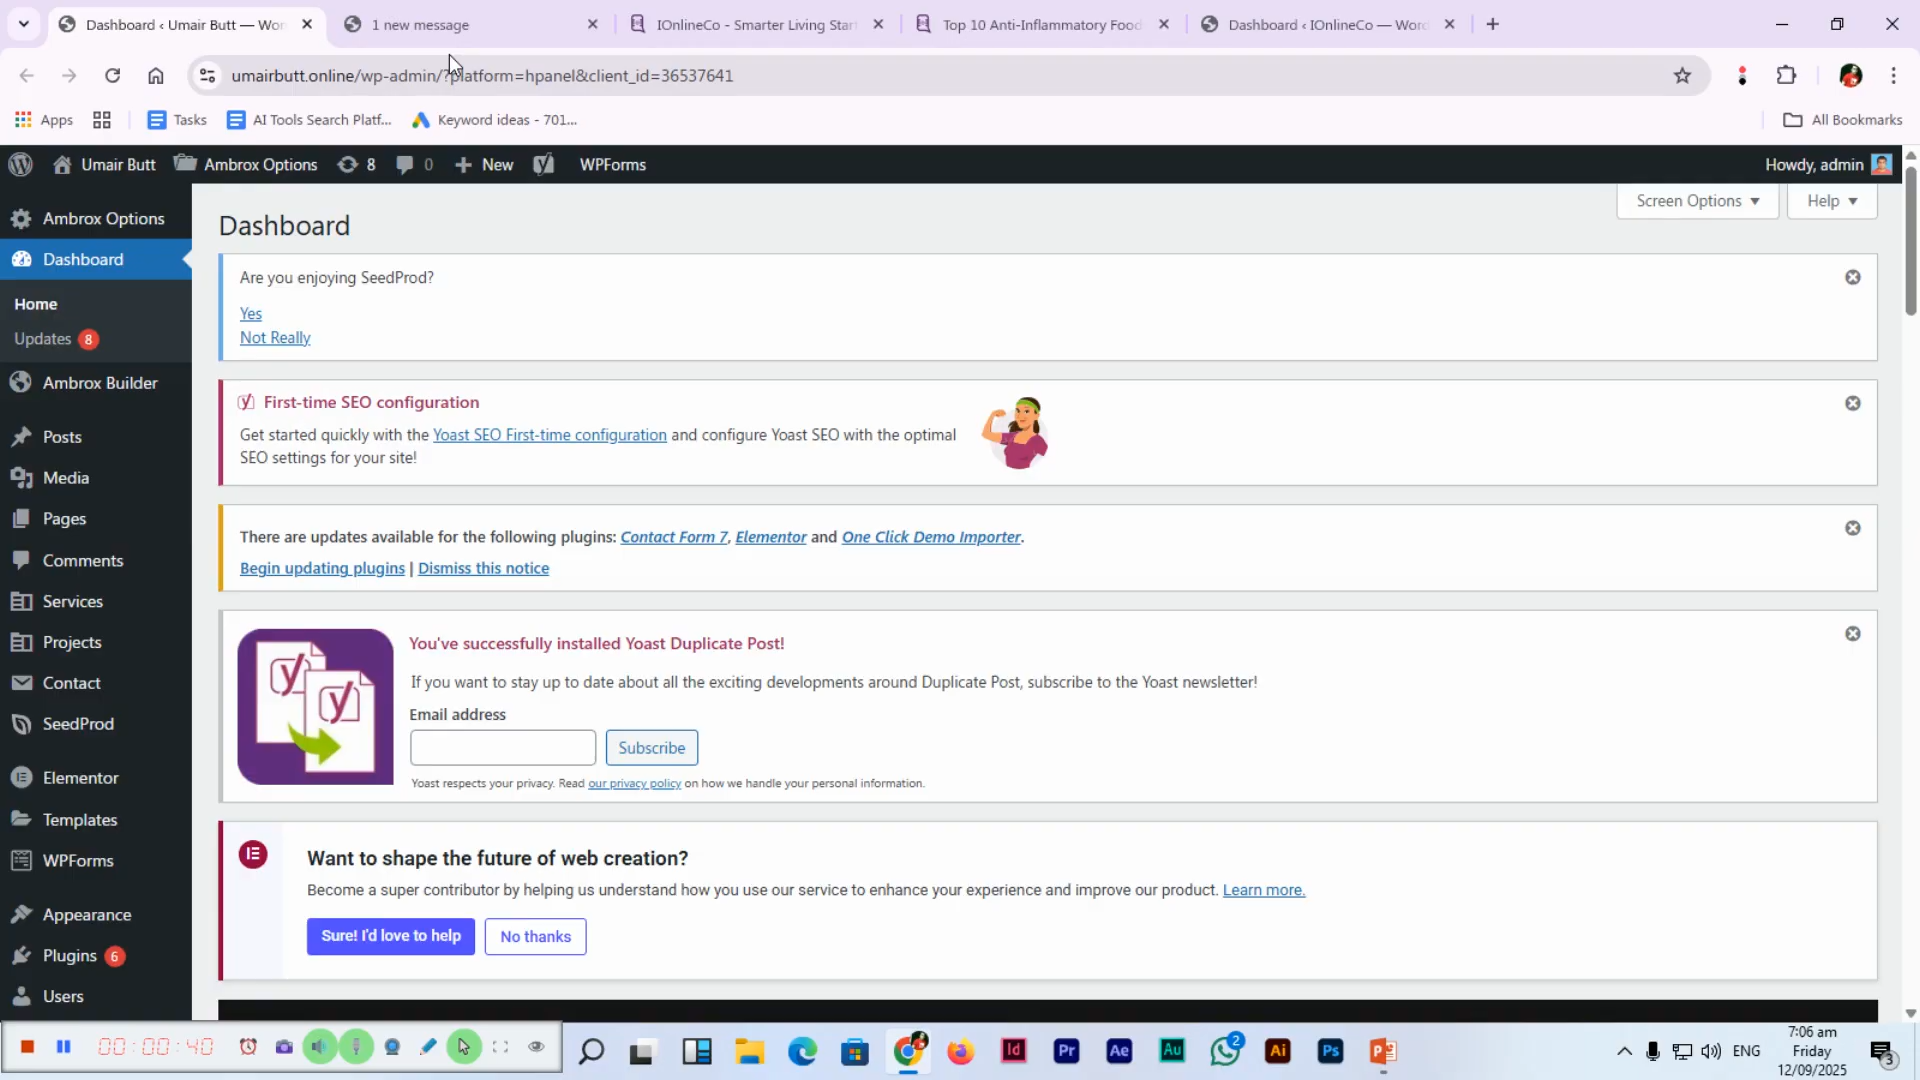 Dashboard ‹ Umair Butt — Wor
1 new message
IOnlineCo - Smarter Living Star
Top 10 Anti-Inflammatory Food
Dashboard ‹ IOnlineCo — Word
umairbutt.online/wp-admin/?platform=hpanel&client_id=36537641
Apps
Tasks
AI Tools Search Platf...
Keyword ideas - 701...
All Bookmarks
Umair Butt
Ambrox Options
8
0
New
WPForms
Howdy, admin
Ambrox Options
Dashboard
Home
Updates 8
Ambrox Builder
Posts
Media
Pages
Comments
Services
Projects
Contact
SeedProd
Elementor
Templates
WPForms
Appearance
Plugins 6
Users
Screen Options
Help
Dashboard
Are you enjoying SeedProd?
Yes
Not Really
First-time SEO configuration
Get started quickly with the Yoast SEO First-time configuration and configure Yoast SEO with the optimal
SEO settings for your site!
There are updates available for the following plugins: Contact Form 7, Elementor and One Click Demo Importer.
Begin updating plugins | Dismiss this notice
You've successfully installed Yoast Duplicate Post!
If you want to stay up to date about all the exciting developments around Duplicate Post, subscribe to the Yoast newsletter!
Email address
Subscribe
Yoast respects your privacy. Read our privacy policy on how we handle your personal information.
Want to shape the future of web creation?
Become a super contributor by helping us understand how you use our service to enhance your experience and improve our product. Learn more.
Sure! I'd love to help
No thanks
00:00:40
Id
Pr
Ae
Au
2
Ai
Ps
ENG
7:06 am
Friday
12/09/2025
3